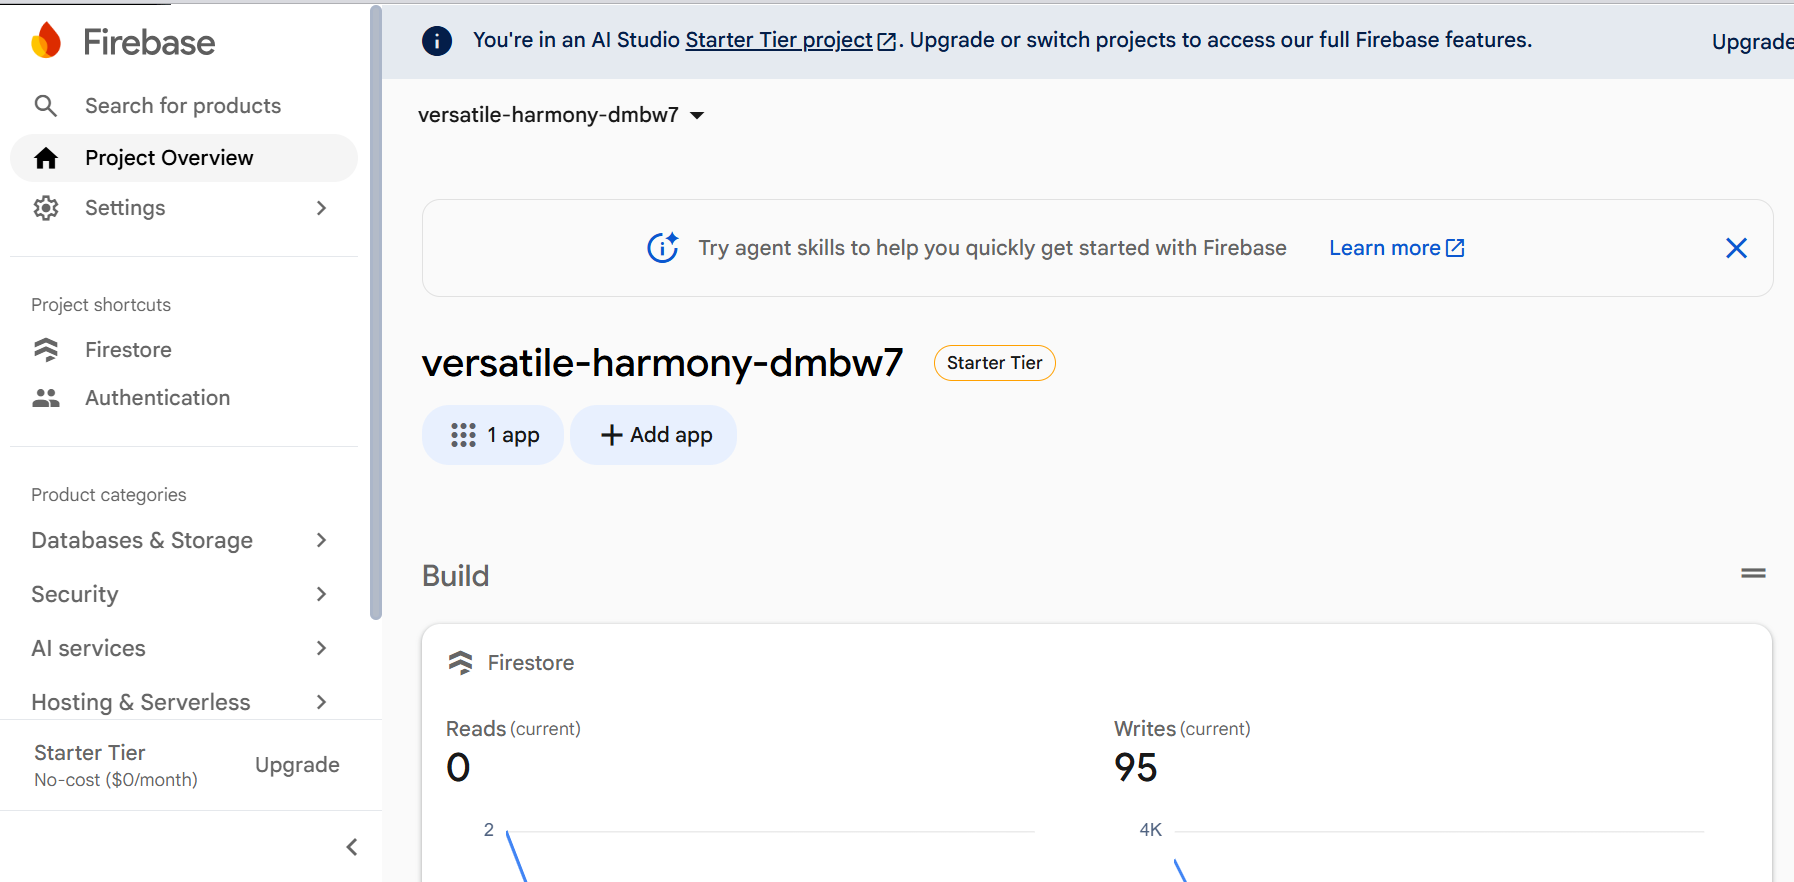 Firebase
Search for products
Project Overview
Settings
Project shortcuts
Firestore
Authentication
Product categories
Databases & Storage
Security
AI services
Hosting & Serverless
Starter Tier
No-cost ($0/month)
Upgrade
You're in an AI Studio Starter Tier project. Upgrade or switch projects to access our full Firebase features.
Upgrade
versatile-harmony-dmbw7
Try agent skills to help you quickly get started with Firebase Learn more
versatile-harmony-dmbw7 Starter Tier
1 app Add app
Build
Firestore
Reads (current)
0
2
Writes (current)
95
4K